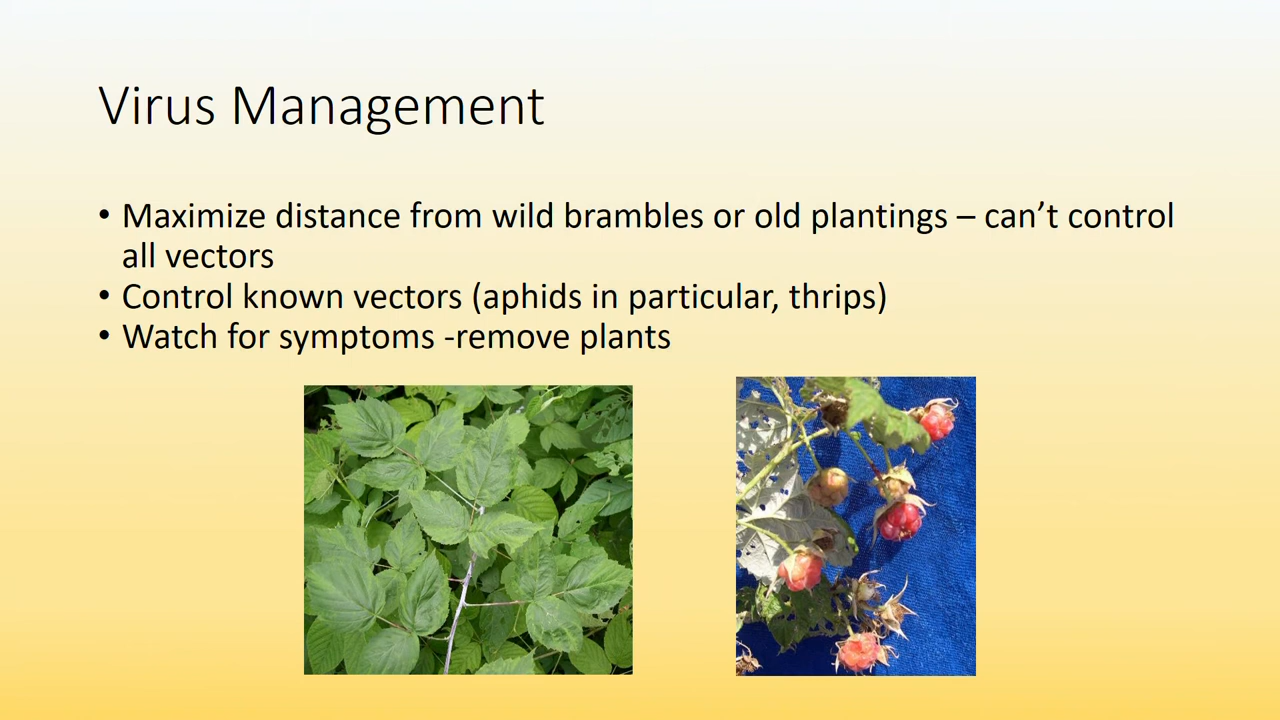 Virus Management
• Maximize distance from wild brambles or old plantings – can’t control
all vectors
• Control known vectors (aphids in particular, thrips)
• Watch for symptoms -remove plants